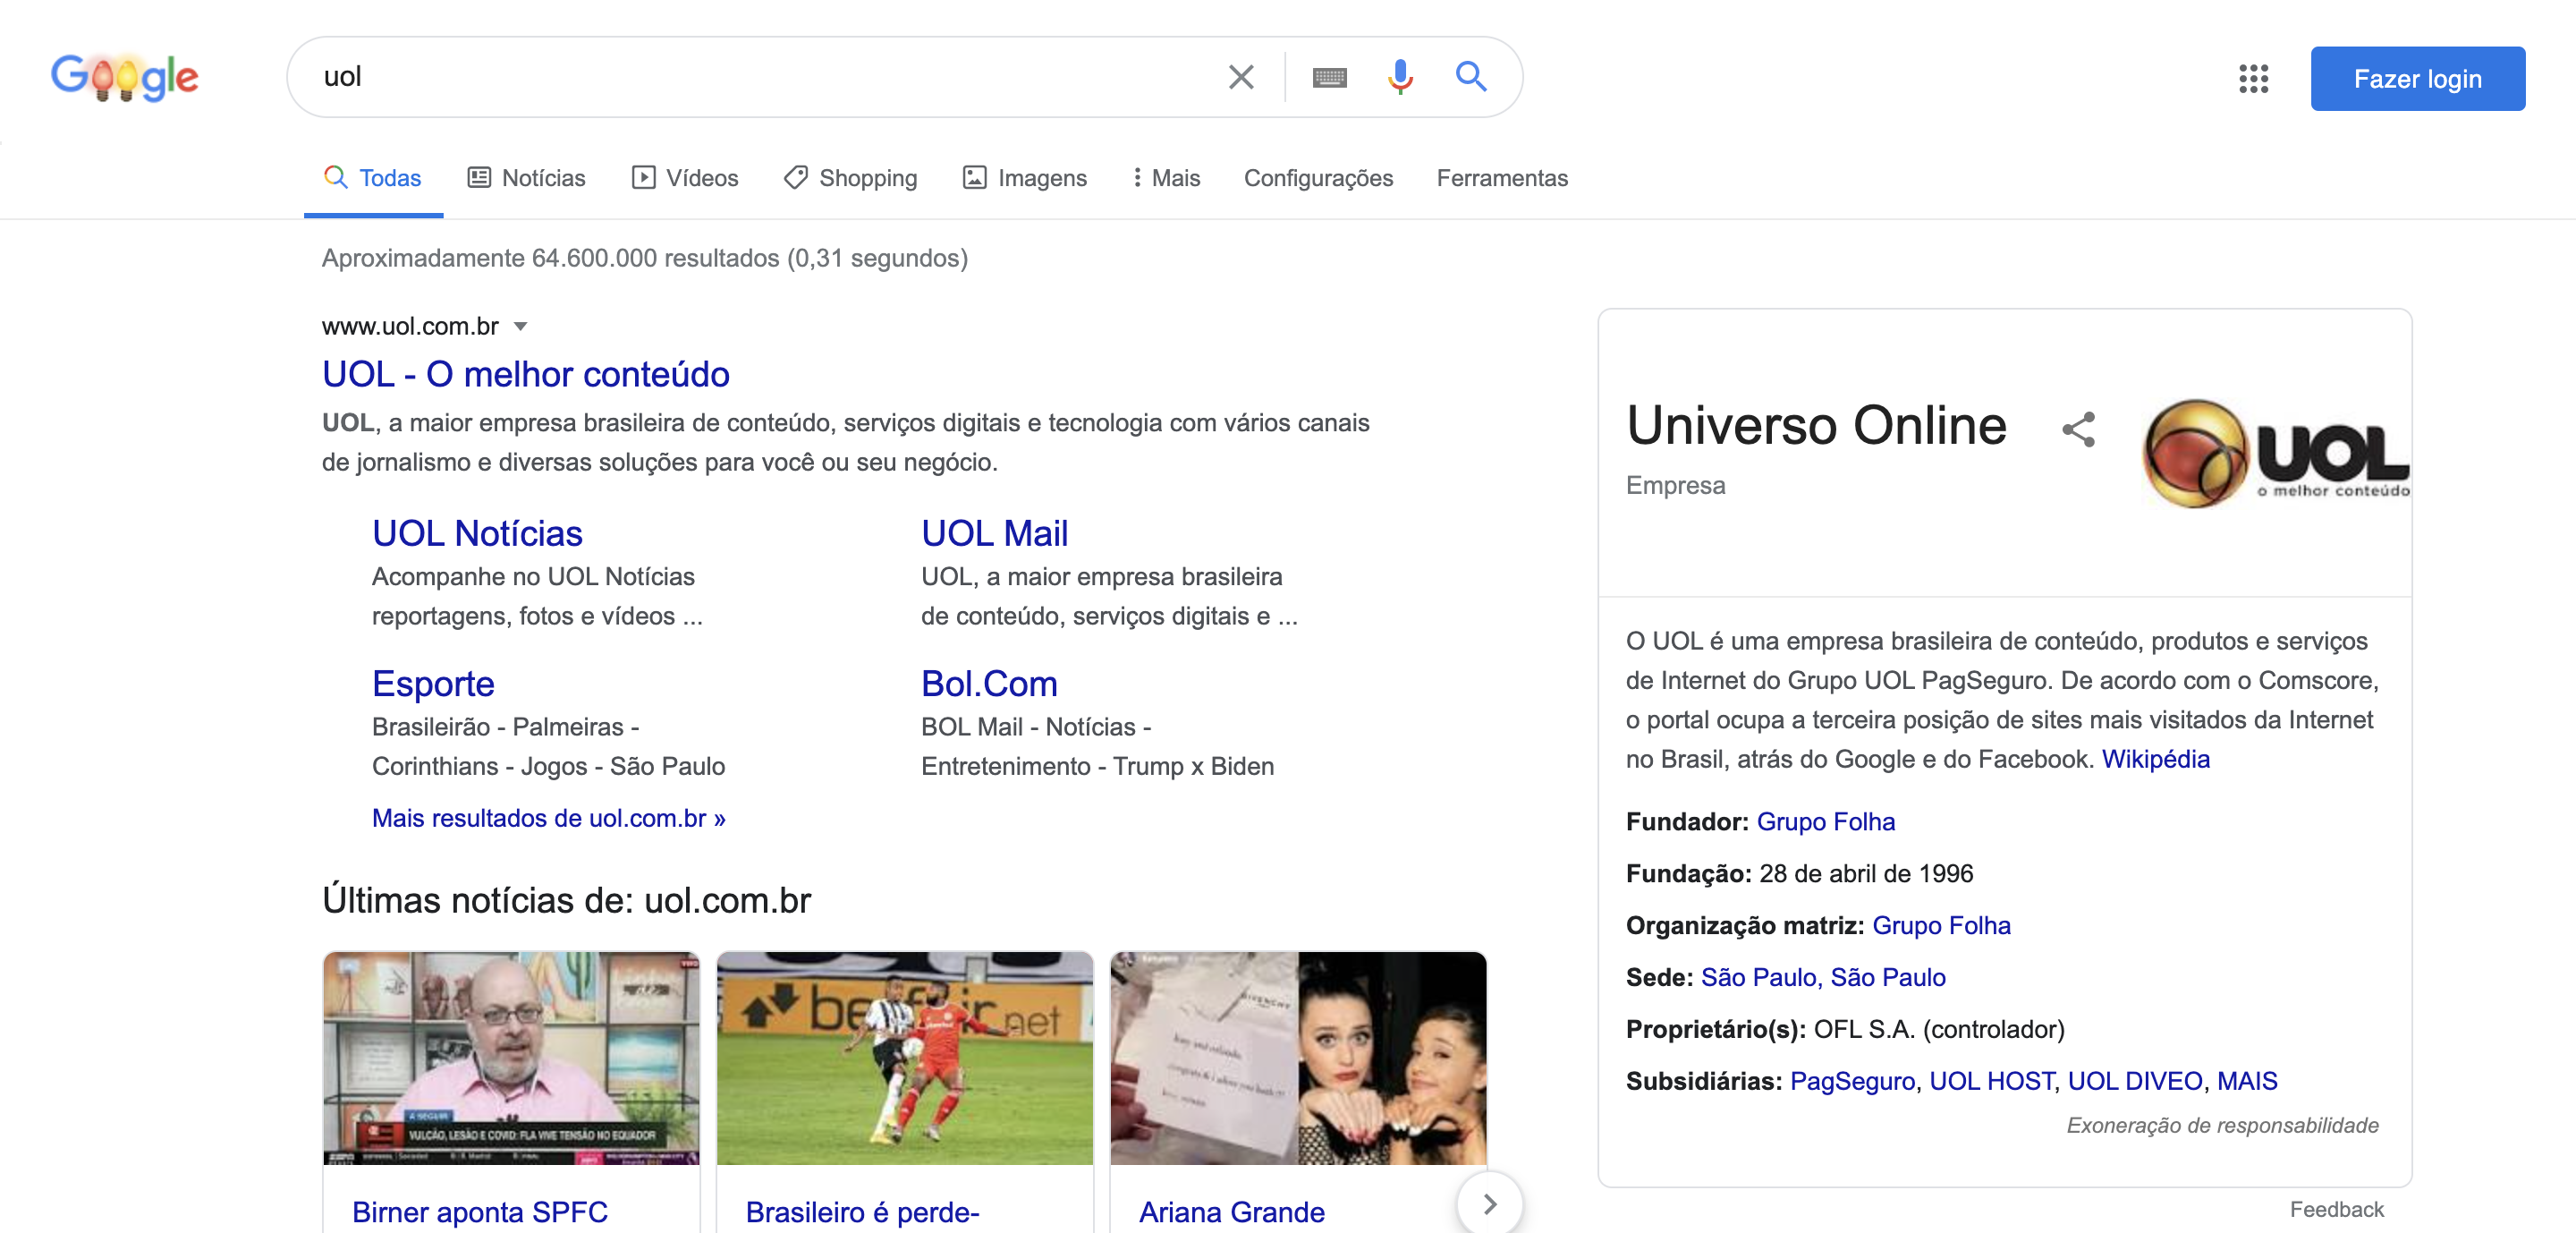 Google
uol
Fazer login
Todas
Notícias
Vídeos
Shopping
Imagens
Mais
Configurações
Ferramentas
Aproximadamente 64.600.000 resultados (0,31 segundos)
www.uol.com.br
UOL - O melhor conteúdo
UOL, a maior empresa brasileira de conteúdo, serviços digitais e tecnologia com vários canais
de jornalismo e diversas soluções para você ou seu negócio.
UOL Notícias
Acompanhe no UOL Notícias
reportagens, fotos e vídeos ...
UOL Mail
UOL, a maior empresa brasileira
de conteúdo, serviços digitais e ...
Esporte
Brasileirão - Palmeiras -
Corinthians - Jogos - São Paulo
Bol.Com
BOL Mail - Notícias -
Entretenimento - Trump x Biden
Mais resultados de uol.com.br »
Últimas notícias de: uol.com.br
A SEGUIR
VULCÃO, LESÃO E COVID: FLA VIVE TENSÃO NO EQUADOR
net
GIVENCHY
Birner aponta SPFC
Brasileiro é perde-
Ariana Grande
Universo Online
Empresa
UOL
o melhor conteúdo
O UOL é uma empresa brasileira de conteúdo, produtos e serviços
de Internet do Grupo UOL PagSeguro. De acordo com o Comscore,
o portal ocupa a terceira posição de sites mais visitados da Internet
no Brasil, atrás do Google e do Facebook. Wikipédia
Fundador: Grupo Folha
Fundação: 28 de abril de 1996
Organização matriz: Grupo Folha
Sede: São Paulo, São Paulo
Proprietário(s): OFL S.A. (controlador)
Subsidiárias: PagSeguro, UOL HOST, UOL DIVEO, MAIS
Exoneração de responsabilidade
Feedback